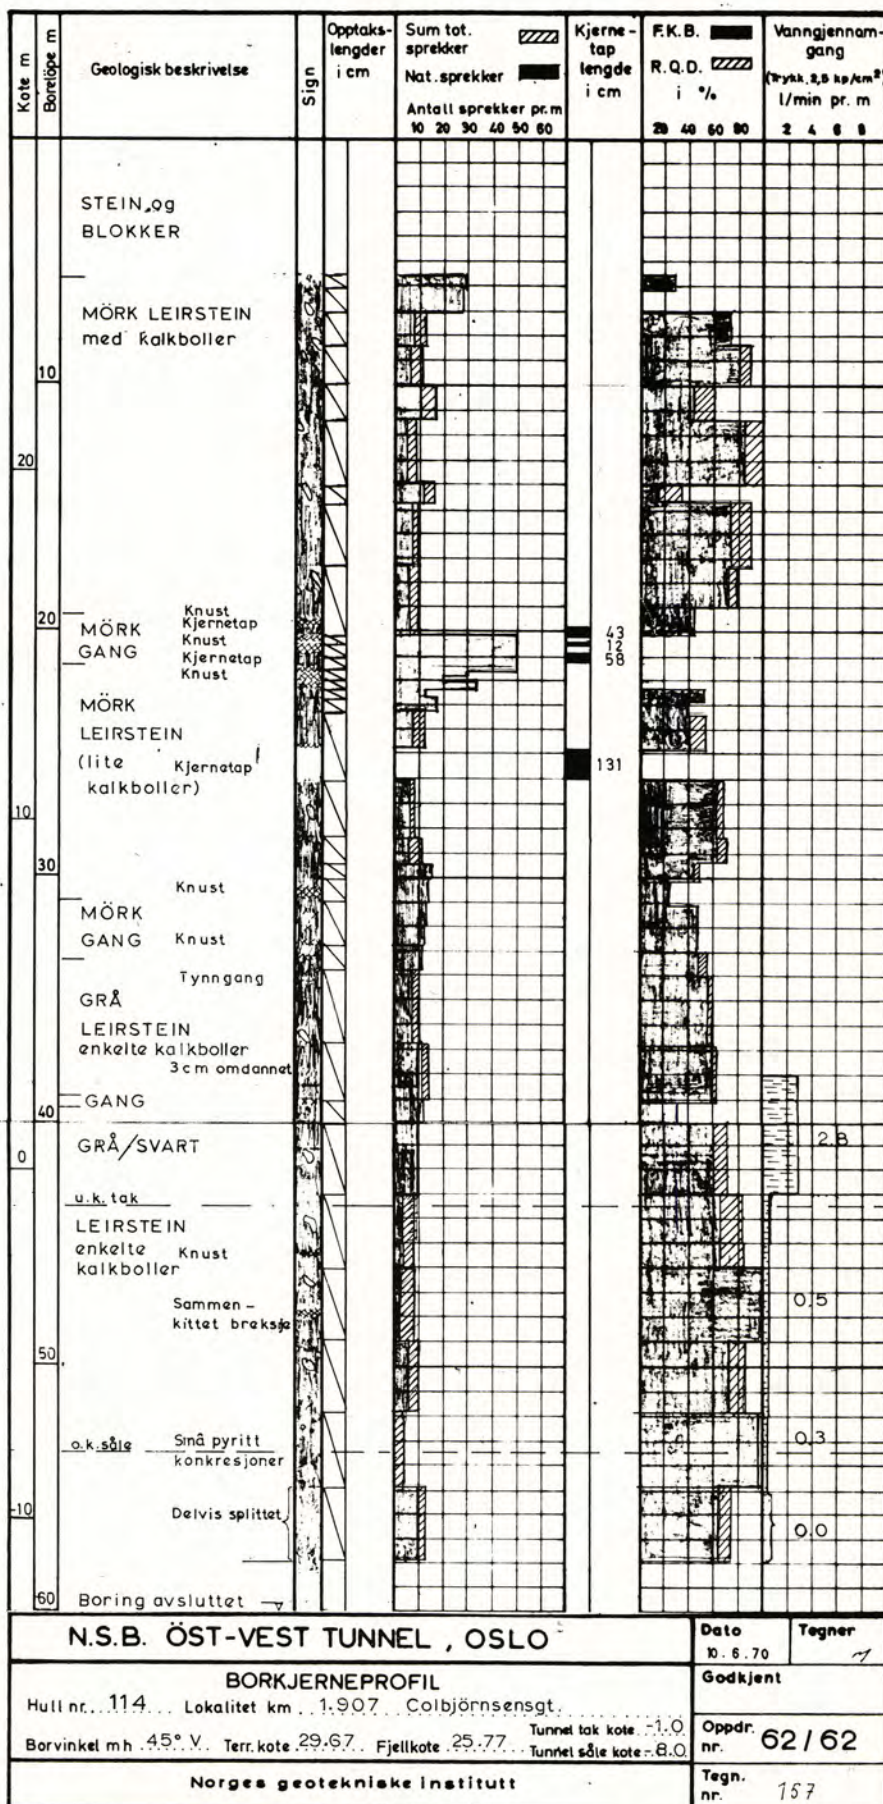 Kote m
Boreløpe m
Geologisk beskrivelse
Sign
Opptaks-
lengder
i cm
Sum tot.
sprekker
Nat. sprekker
Antall sprekker pr. m
10 20 30 40 50 60
Kjerne-
tap
lengde
i cm
F.K.B.
R.Q.D.
i %
20 40 60 80
Vanngjennom-
gang
(Trykk. 2,5 kp/cm²)
l/min pr. m
2 4 6 8
STEIN og
BLOKKER
MÖRK LEIRSTEIN
med kalkboller
10
20
Knust
Kjernetap
20
MÖRK
Knust
GANG
Kjernetap
Knust
43
12
58
MÖRK
LEIRSTEIN
(lite
Kjernetap
131
kalkboller)
10
30
Knust
MÖRK
GANG Knust
Tynngang
GRÅ
LEIRSTEIN
enkelte kalkboller
3cm omdannet
GANG
40
GRÅ/SVART
2.8
0
u.k. tak
LEIRSTEIN
enkelte Knust
kalkboller
0.5
Sammen-
kittet breksje
50
o.k. såle
Små pyritt
konkresjoner
0.3
-10
Delvis splittet
0.0
60
Boring avsluttet
N.S.B. ÖST-VEST TUNNEL , OSLO
Dato
10.6.70
Tegner
BORKJERNEPROFIL
Godkjent
Hull nr. 114 Lokalitet km 1.907 Colbjörnsensgt.
Borvinkel mh 45° V. Terr. kote 29.67 Fjellkote 25.77
Tunnel tak kote -1.0
Tunnel såle kote -8.0
Oppdr.
nr. 62/62
Norges geotekniske institutt
Tegn.
nr. 157